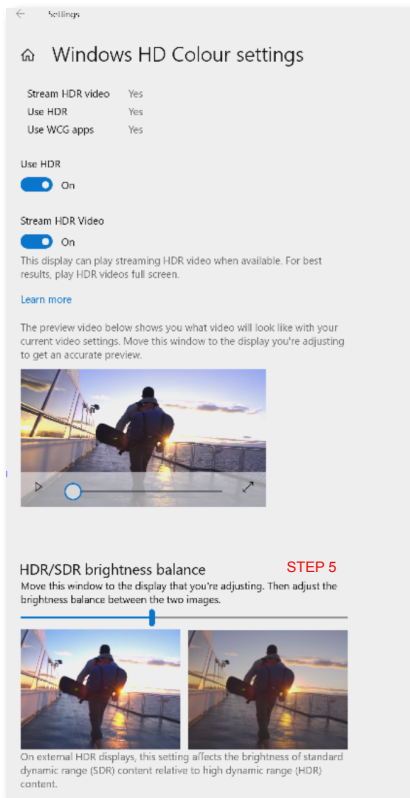 Settings
Windows HD Colour settings
Stream HDR video Yes
Use HDR Yes
Use WCG apps Yes
Use HDR
On
Stream HDR Video
On
This display can play streaming HDR video when available. For best
results, play HDR videos full screen.
Learn more
The preview video below shows you what video will look like with your
current video settings. Move this window to the display you're adjusting
to get an accurate preview.
HDR/SDR brightness balance STEP 5
Move this window to the display that you're adjusting. Then adjust the
brightness balance between the two images.
On external HDR displays, this setting affects the brightness of standard
dynamic range (SDR) content relative to high dynamic range (HDR)
content.